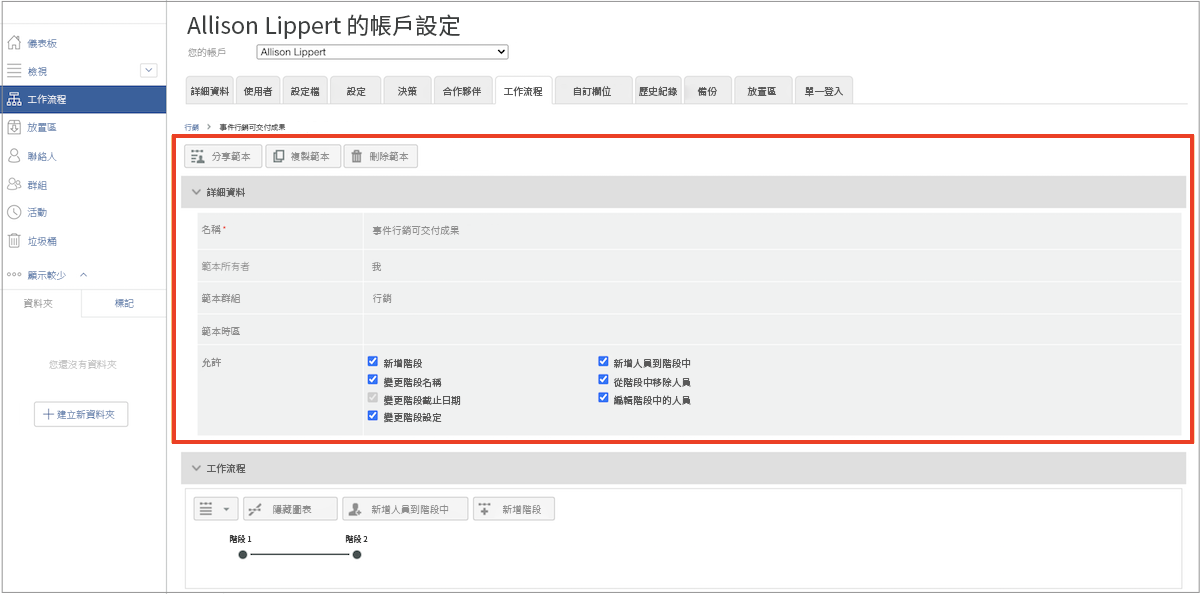 Allison Lippert 的帳戶設定
您的帳戶
Allison Lippert
儀表板
檢視
工作流程
放置區
聯絡人
群組
活動
垃圾桶
顯示較少
資料夾 標記
您還沒有資料夾
建立新資料夾
詳細資料 使用者 設定檔 設定 決策 合作夥伴 工作流程 自訂欄位 歷史紀錄 備份 放置區 單一登入
行銷 > 事件行銷可交付成果
分享範本 複製範本 刪除範本
詳細資料
名稱* 事件行銷可交付成果
範本所有者 我
範本群組 行銷
範本時區
允許
新增階段 新增人員到階段中
變更階段名稱 從階段中移除人員
變更階段截止日期 編輯階段中的人員
變更階段設定
工作流程
隱藏圖表 新增人員到階段中 新增階段
階段 1 階段 2